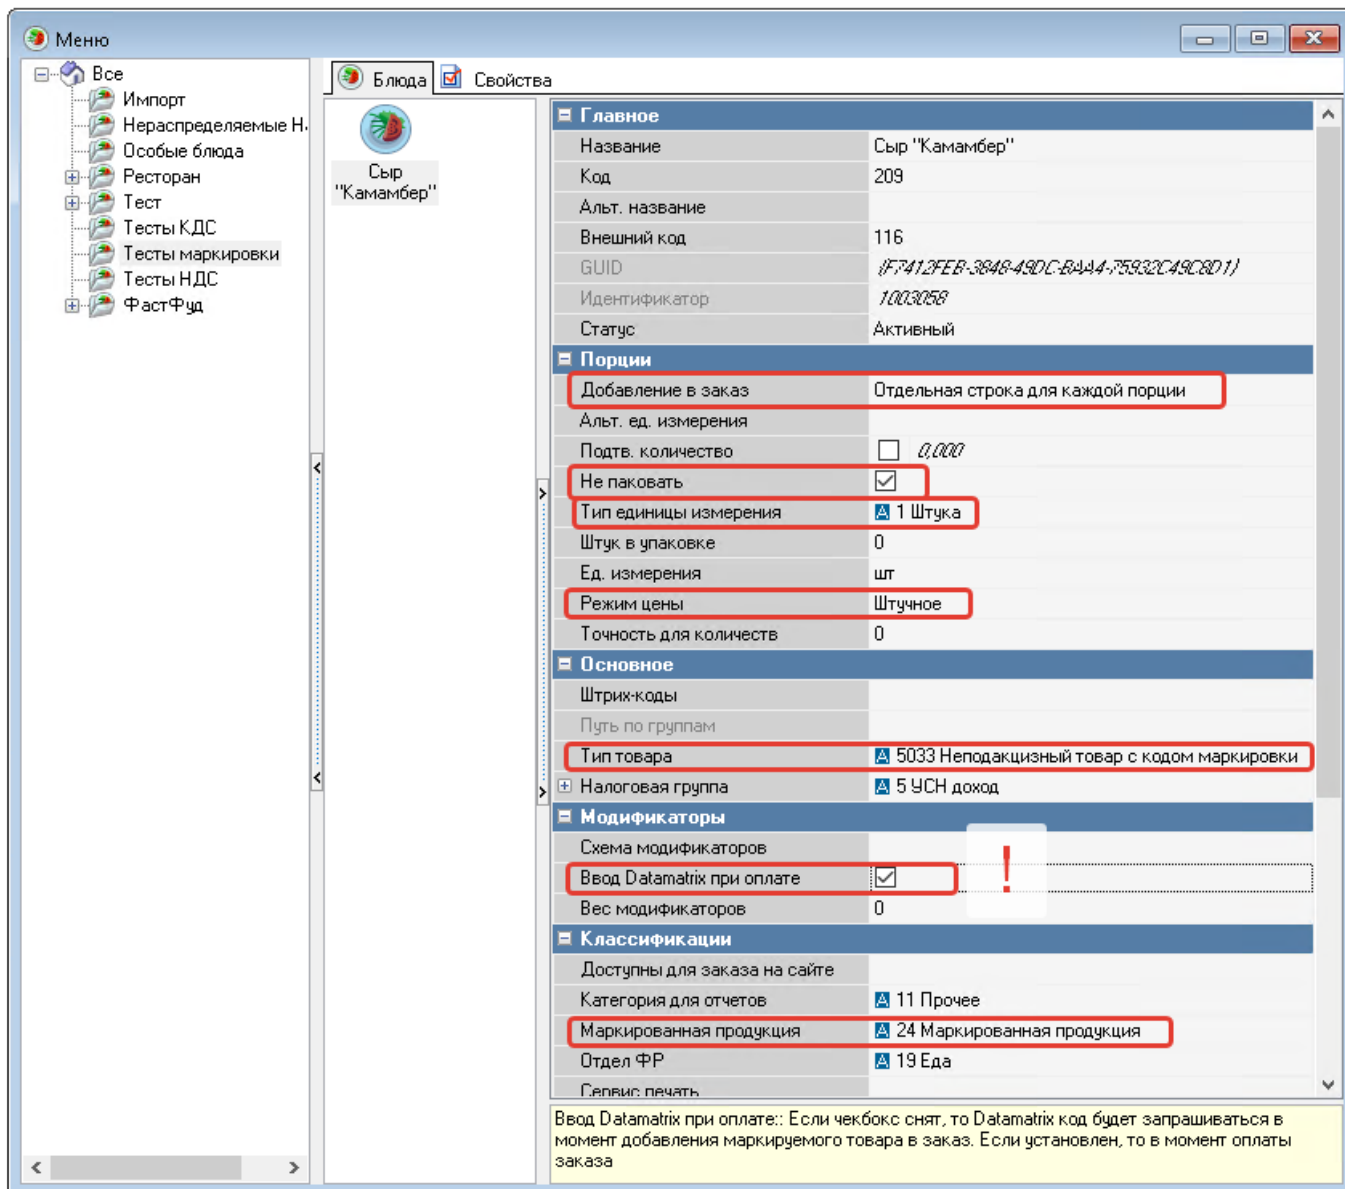 Меню
Все
Импорт
Нераспределяемые Н
Особые блюда
Ресторан
Тест
Тесты КДС
Тесты маркировки
Тесты НДС
ФастФуд
Блюда
Свойства
Сыр
"Камамбер"
Главное
Название Сыр "Камамбер"
Код 209
Альт. название
Внешний код 116
GUID {F7412FEB-3848-49DC-BAA4-75932C49C8D1}
Идентификатор 1003058
Статус Активный
Порции
Добавление в заказ Отдельная строка для каждой порции
Альт. ед. измерения
Подтв. количество 0,000
Не паковать
Тип единицы измерения A 1 Штука
Штук в упаковке 0
Ед. измерения шт
Режим цены Штучное
Точность для количеств 0
Основное
Штрих-коды
Путь по группам
Тип товара A 5033 Неподакцизный товар с кодом маркировки
Налоговая группа A 5 УСН доход
Модификаторы
Схема модификаторов
Ввод Datamatrix при оплате !
Вес модификаторов 0
Классификации
Доступны для заказа на сайте
Категория для отчетов A 11 Прочее
Маркированная продукция A 24 Маркированная продукция
Отдел ФР A 19 Еда
Сервис печать
Ввод Datamatrix при оплате:: Если чекбокс снят, то Datamatrix код будет запрашиваться в
момент добавления маркируемого товара в заказ. Если установлен, то в момент оплаты
заказа